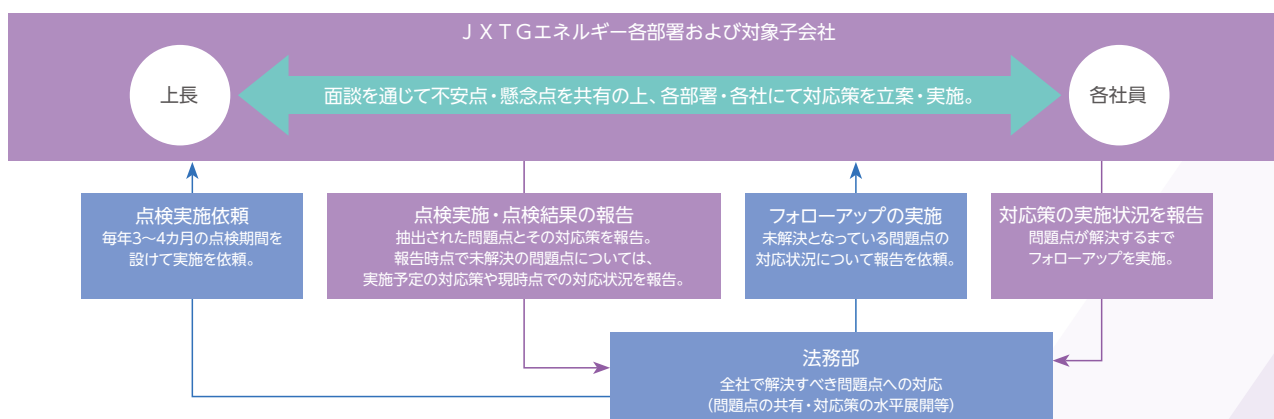 ＪＸＴＧエネルギー各部署および対象子会社
上長
面談を通じて不安点・懸念点を共有の上、各部署・各社にて対応策を立案・実施。
各社員
点検実施依頼
毎年3～4カ月の点検期間を
設けて実施を依頼。
点検実施・点検結果の報告
抽出された問題点とその対応策を報告。
報告時点で未解決の問題点については、
実施予定の対応策や現時点での対応状況を報告。
フォローアップの実施
未解決となっている問題点の
対応状況について報告を依頼。
対応策の実施状況を報告
問題点が解決するまで
フォローアップを実施。
法務部
全社で解決すべき問題点への対応
（問題点の共有・対応策の水平展開等）